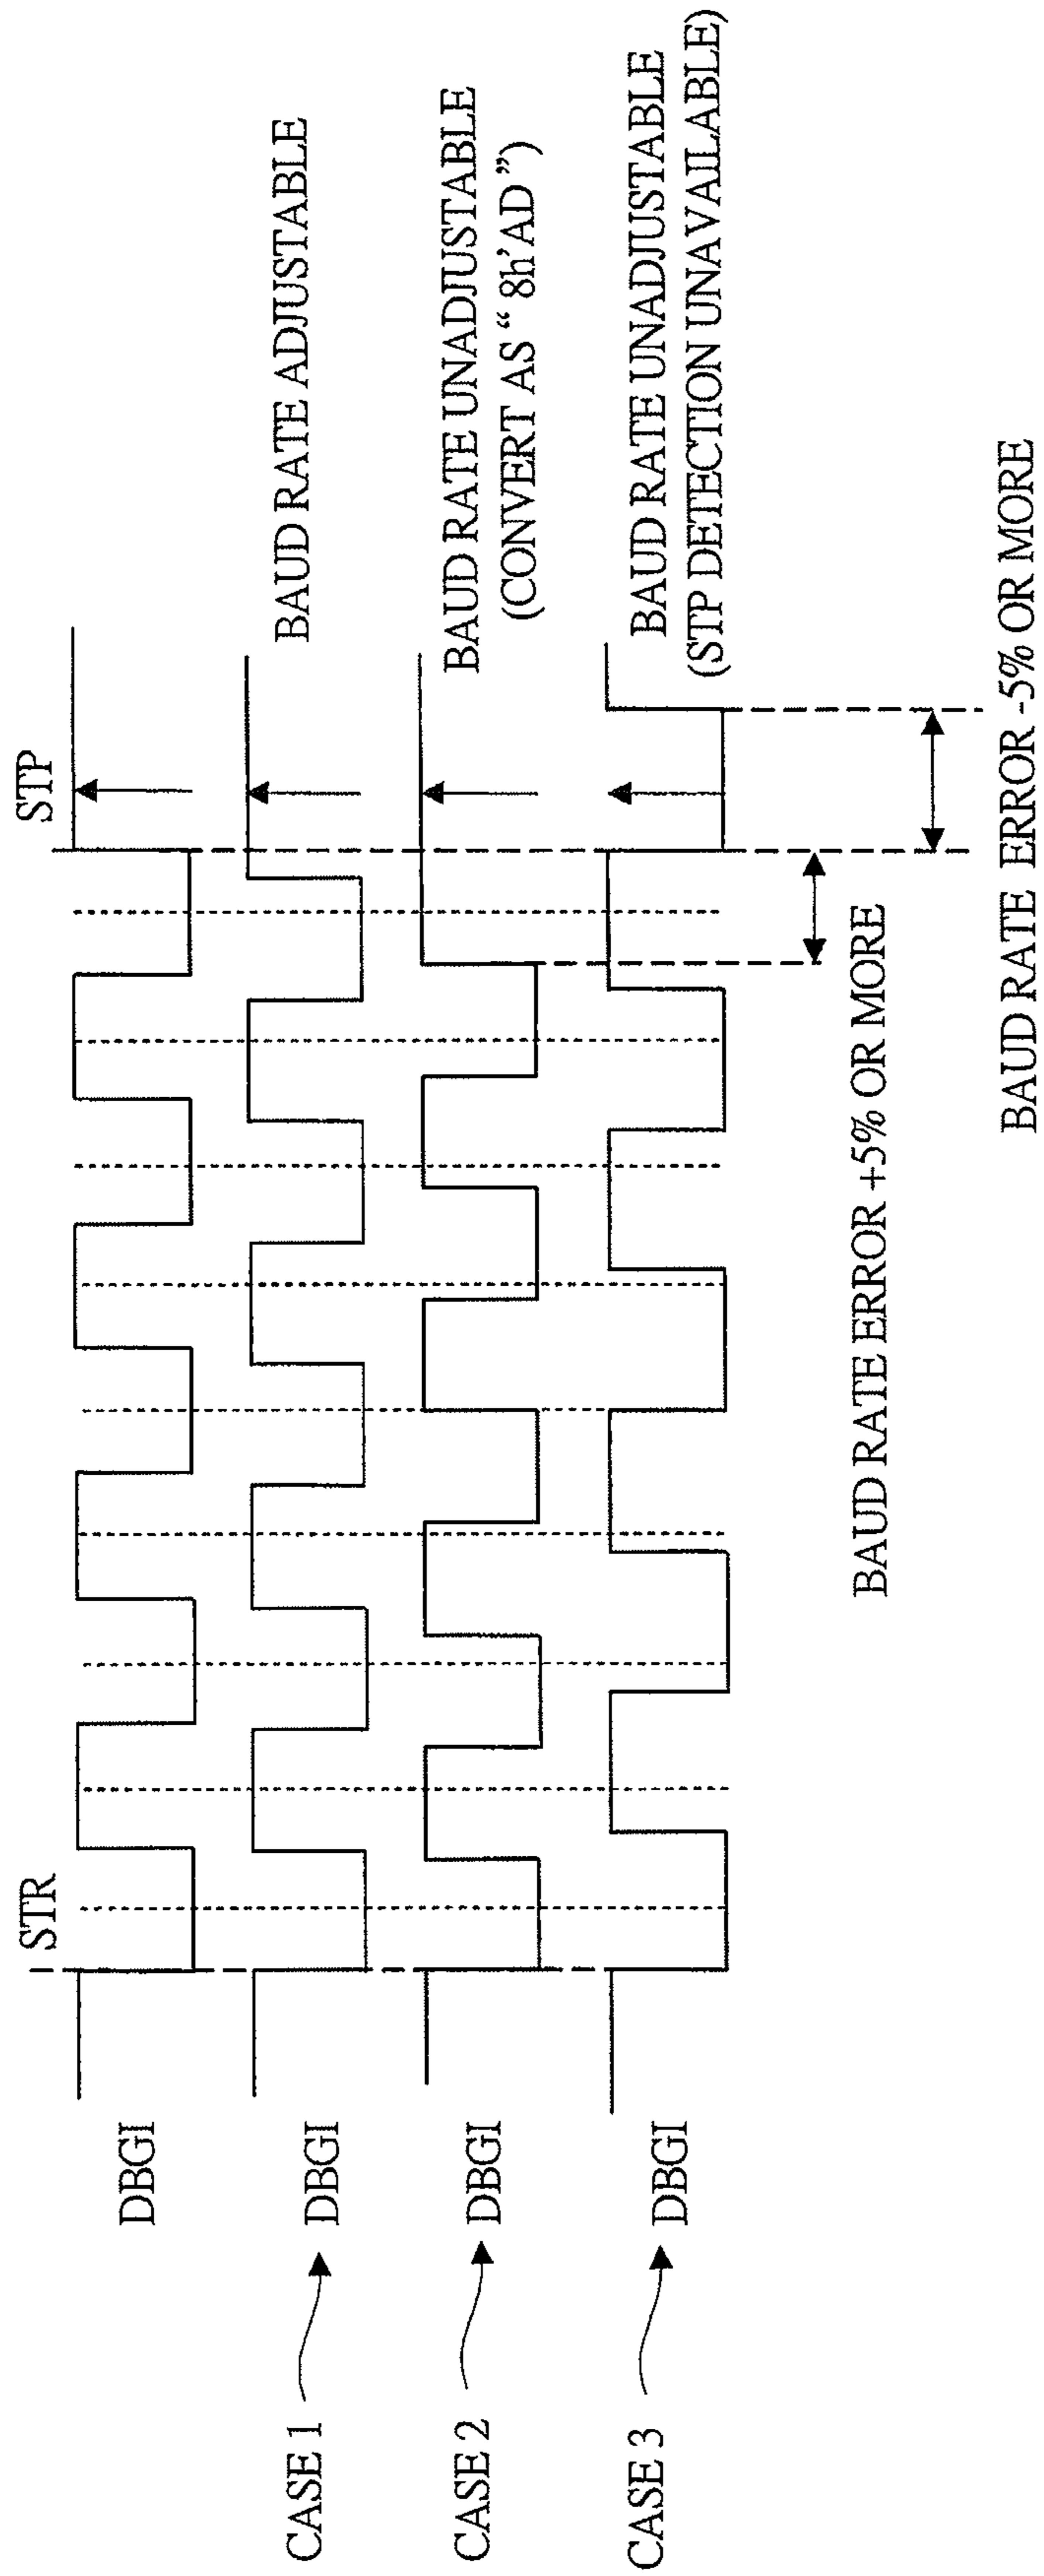 STR
STP
DBGI
CASE 1
DBGI
BAUD RATE ADJUSTABLE
CASE 2
DBGI
BAUD RATE UNADJUSTABLE
(CONVERT AS “ 8h’AD”)
CASE 3
DBGI
BAUD RATE UNADJUSTABLE
(STP DETECTION UNAVAILABLE)
BAUD RATE ERROR +5% OR MORE
BAUD RATE ERROR -5% OR MORE